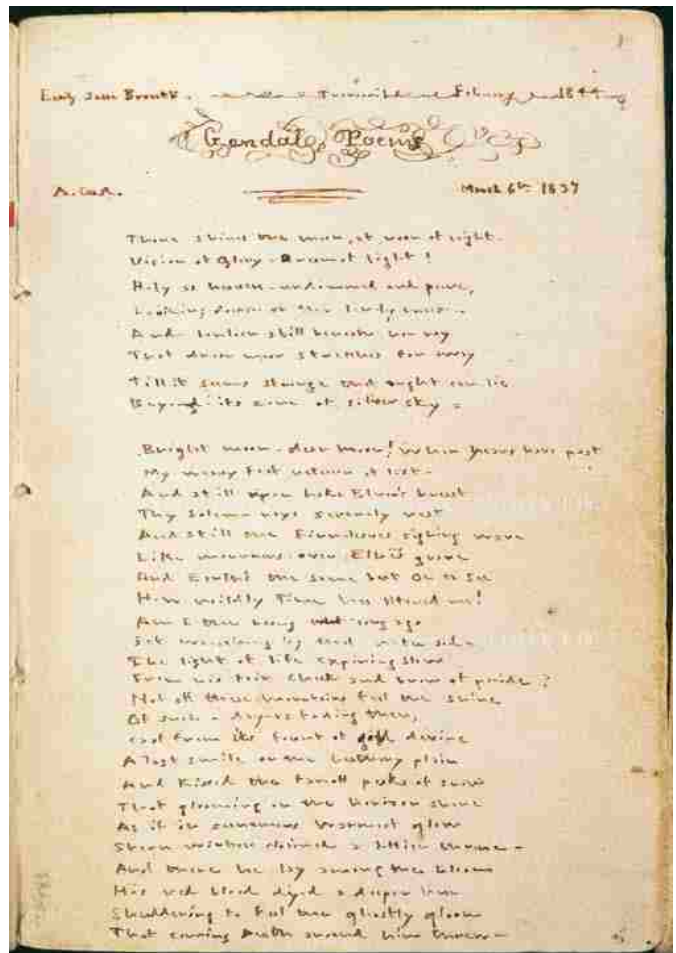 Emily Jane Brontë. Transcribed February 1844
Gondal Poems
A. G. A. March 6th 1837
There shines the moon, at noon of night.
Vision of Glory - Dream of light!
Holy as heaven - undimmed and pure,
Looking down on the lonely moor -
And lonelier still beneath her ray
That drear moor stretches far away
Till it seems strange that aught can lie
Beyond its zone of silver sky -
Bright moon - dear moon! when years have past
My weary feet return at last -
And still upon Lake Elnor's breast
Thy solemn rays serenely rest
And still the Fernleaves sighing wave
Like mourners over Elbë's grave
And Earth's the same but Oh to see
How wildly Time has altered me!
Am I the being who long ago
Sat watching by that water side
The light of life expiring slow
From his fair cheek and brow of pride?
Not oft these mountains feel the shine
Of such a day as fading then,
Cast from its fount of gold divine
A last smile on the heathery plain
And kissed the far-off peaks of snow
That gleaming on the horizon shone
As if in summer's warmest glow
Stern winter claimed a loftier throne -
And there he lay among the bloom
His red blood dyed a deeper hue
Shuddering to feel the ghastly gloom
That coming Death around him threw -